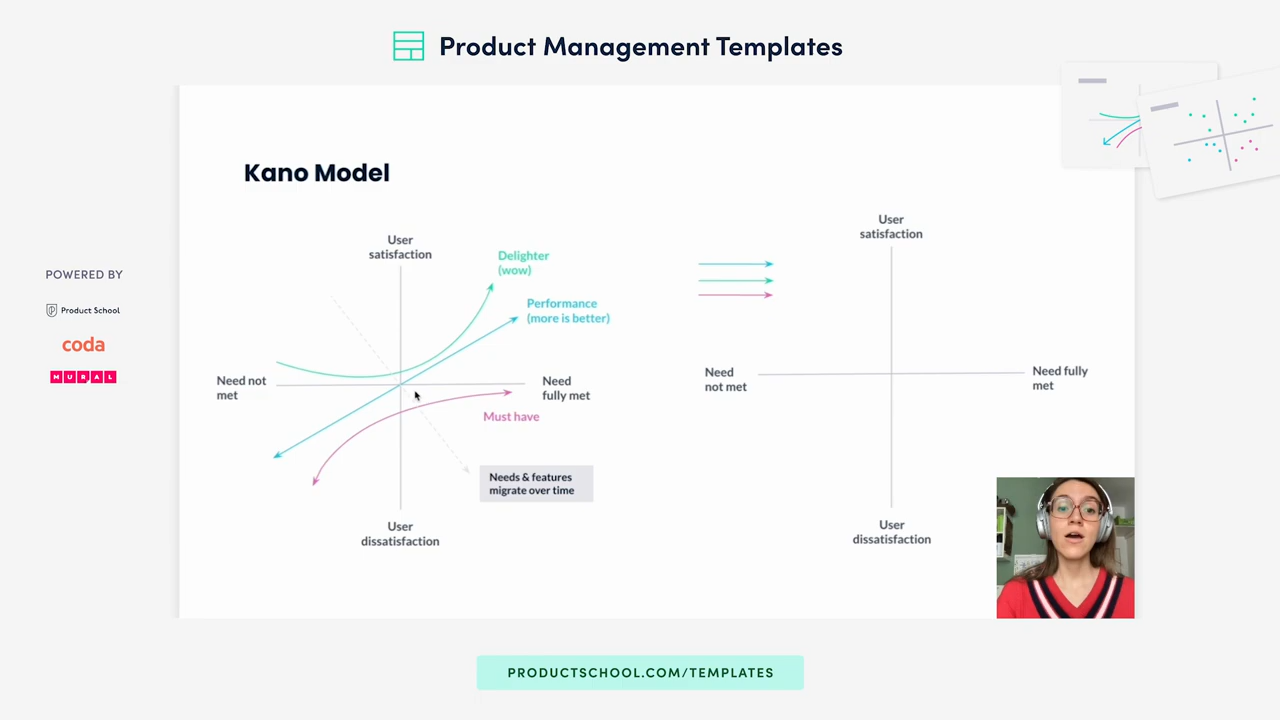 Product Management Templates
POWERED BY
Product School
coda
MURAL
Kano Model
User
satisfaction
Delighter
(wow)
Performance
(more is better)
Need not
met
Need
fully met
Must have
Needs & features
migrate over time
User
dissatisfaction
User
satisfaction
Need
not met
Need fully
met
User
dissatisfaction
PRODUCTSCHOOL.COM/TEMPLATES